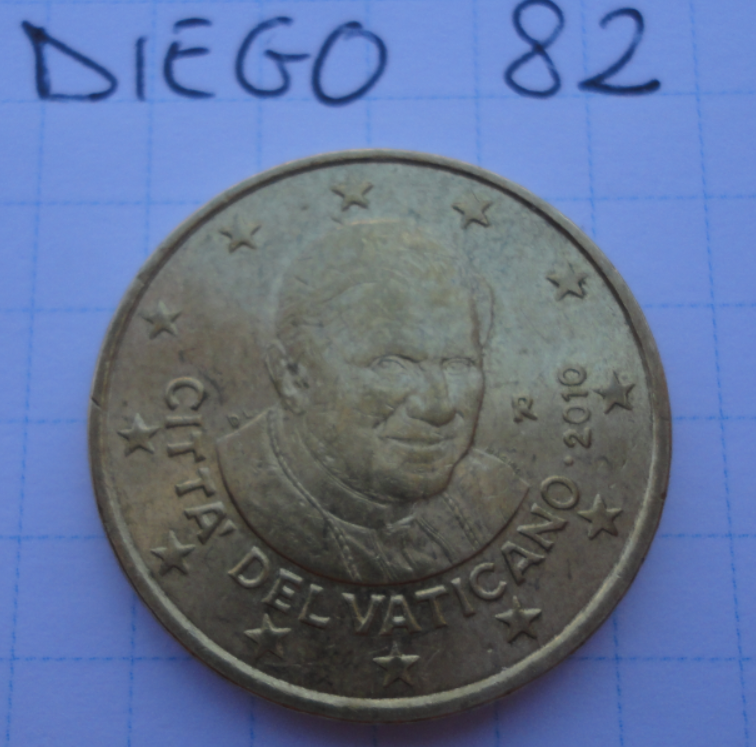 DIEGO 82
CITTA' DEL VATICANO · 2010
R